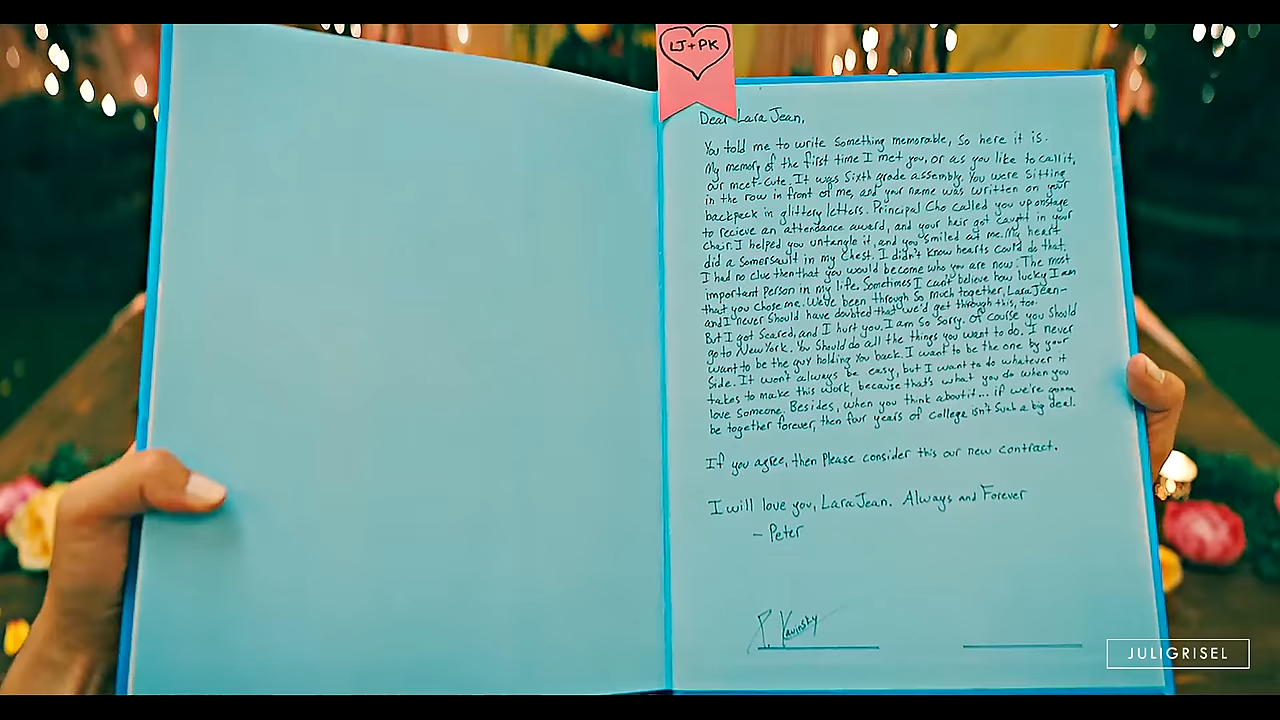 LJ+PK
Dear Lara Jean,
You told me to write something memorable, So here it is.
My memory of the first time I met you, or as you like to call it,
our meet-cute. It was Sixth grade assembly. You were Sitting
in the row in front of me, and your name was written on your
backpack in glittery letters. Principal Cho called you up onstage
to recieve an attendance award, and your hair got caught in your
chair. I helped you untangle it, and you smiled at me. My heart
did a Somersault in my chest. I didn't know hearts could do that.
I had no clue then that you would become who you are now: The most
important person in my life. Sometimes I can't believe how lucky I am
that you chose me. We've been through So much together, Lara Jean-
and I never Should have doubted that we'd get through this, too.
But I got Scared, and I hurt you. I am So Sorry. Of course you Should
go to New York. You Should do all the things you want to do. I never
want to be the guy holding you back. I want to be the one by your
Side. It won't always be easy, but I want to do whatever it
takes to make this work, because that's what you do when you
love Someone. Besides, when you think about it... if we're gonna
be together forever, then four years of college isn't Such a big deal.
If you agree, then Please consider this our new contract.
I will love you, Lara Jean. Always and Forever
- Peter
P. Kavinsky
JULIGRISEL